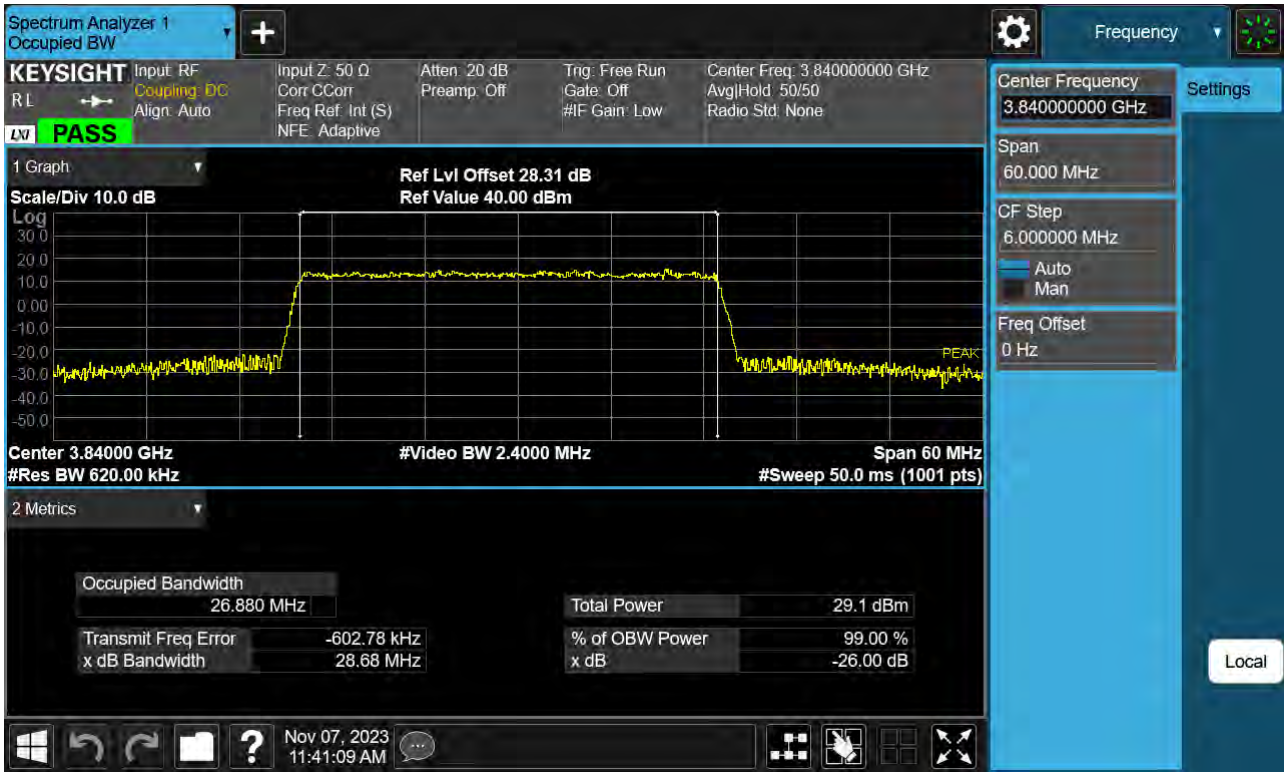 Spectrum Analyzer 1
Occupied BW
Frequency
KEYSIGHT
RL
LXI
PASS
Input: RF
Coupling: DC
Align: Auto
Input Z: 50 Ω
Corr CCorr
Freq Ref: Int (S)
NFE: Adaptive
Atten: 20 dB
Preamp: Off
Trig: Free Run
Gate: Off
#IF Gain: Low
Center Freq: 3.840000000 GHz
Avg|Hold: 50/50
Radio Std: None
Center Frequency
3.840000000 GHz
Settings
Span
60.000 MHz
CF Step
6.000000 MHz
Auto
Man
Freq Offset
0 Hz
1 Graph
Scale/Div 10.0 dB
Ref Lvl Offset 28.31 dB
Ref Value 40.00 dBm
Log
30.0
20.0
10.0
0.00
-10.0
-20.0
-30.0
-40.0
-50.0
PEAK
Center 3.84000 GHz
#Res BW 620.00 kHz
#Video BW 2.4000 MHz
Span 60 MHz
#Sweep 50.0 ms (1001 pts)
2 Metrics
Occupied Bandwidth
26.880 MHz
Total Power 29.1 dBm
Transmit Freq Error -602.78 kHz
% of OBW Power 99.00 %
x dB Bandwidth 28.68 MHz
x dB -26.00 dB
Local
Nov 07, 2023
11:41:09 AM